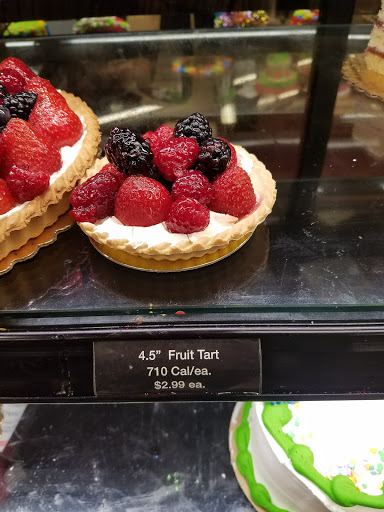 4.5” Fruit Tart
710 Cal/ea.
$2.99 ea.